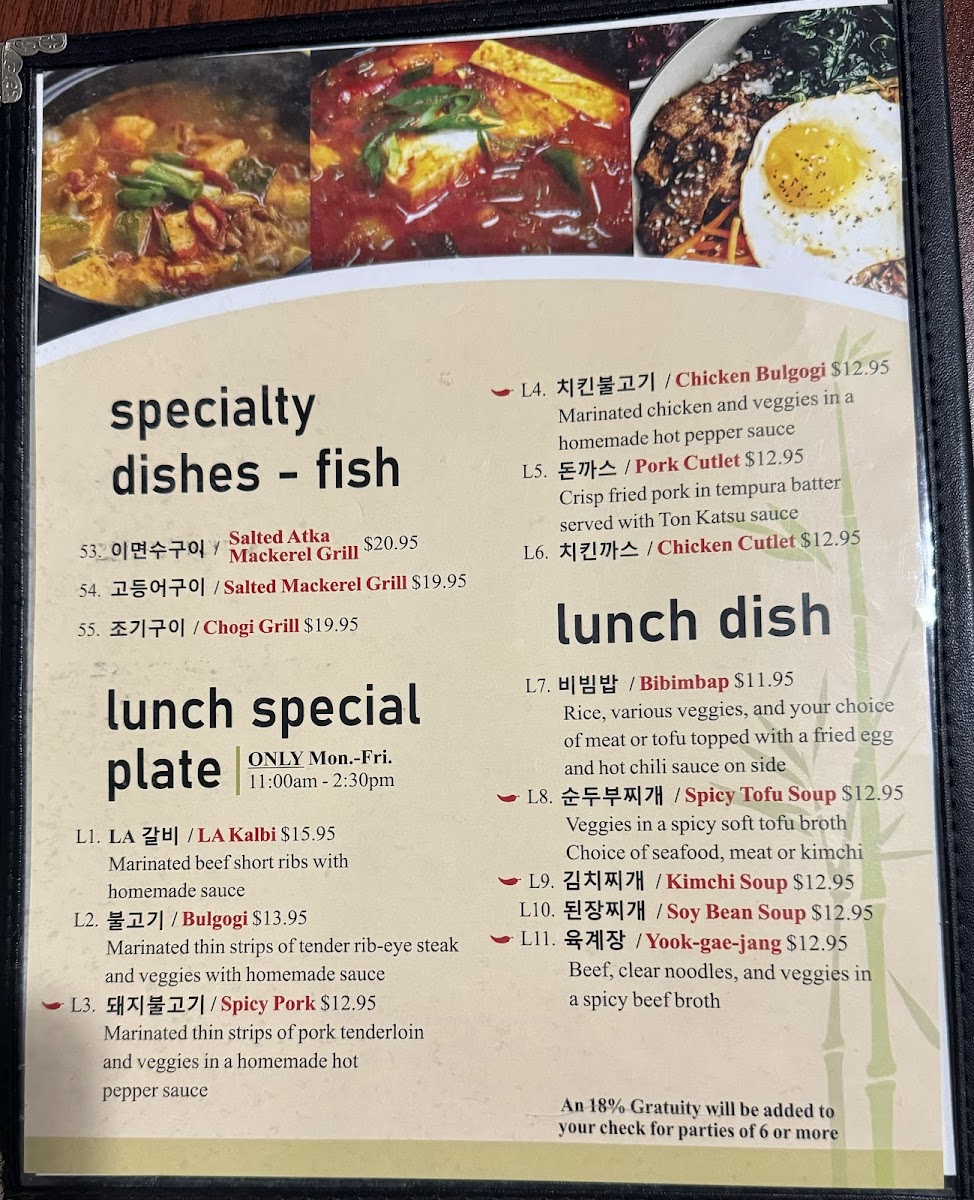 specialty
dishes - fish
53. 이면수구이 / Salted Atka Mackerel Grill $20.95
54. 고등어구이 / Salted Mackerel Grill $19.95
55. 조기구이 / Chogi Grill $19.95
lunch special
plate
ONLY Mon.-Fri.
11:00am - 2:30pm
L1. LA 갈비 / LA Kalbi $15.95
Marinated beef short ribs with
homemade sauce
L2. 불고기 / Bulgogi $13.95
Marinated thin strips of tender rib-eye steak
and veggies with homemade sauce
L3. 돼지불고기 / Spicy Pork $12.95
Marinated thin strips of pork tenderloin
and veggies in a homemade hot
pepper sauce
L4. 치킨불고기 / Chicken Bulgogi $12.95
Marinated chicken and veggies in a
homemade hot pepper sauce
L5. 돈까스 / Pork Cutlet $12.95
Crisp fried pork in tempura batter
served with Ton Katsu sauce
L6. 치킨까스 / Chicken Cutlet $12.95
lunch dish
L7. 비빔밥 / Bibimbap $11.95
Rice, various veggies, and your choice
of meat or tofu topped with a fried egg
and hot chili sauce on side
L8. 순두부찌개 / Spicy Tofu Soup $12.95
Veggies in a spicy soft tofu broth
Choice of seafood, meat or kimchi
L9. 김치찌개 / Kimchi Soup $12.95
L10. 된장찌개 / Soy Bean Soup $12.95
L11. 육계장 / Yook-gae-jang $12.95
Beef, clear noodles, and veggies in
a spicy beef broth
An 18% Gratuity will be added to
your check for parties of 6 or more